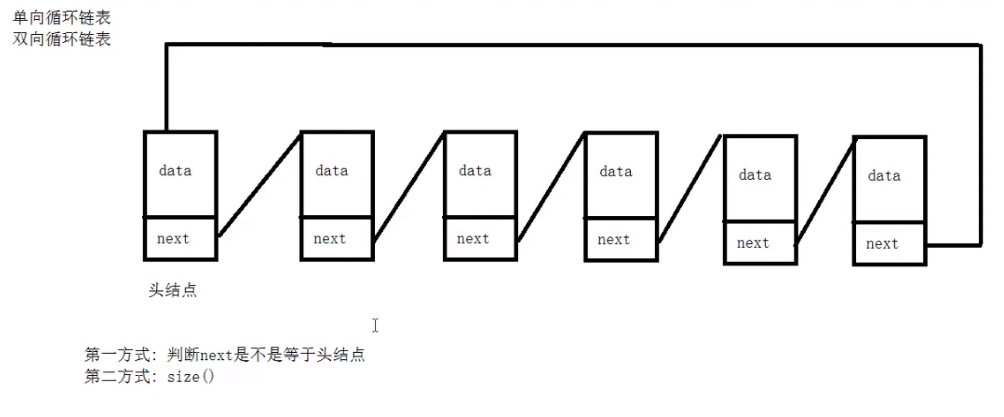 单向循环链表
双向循环链表
data
data
data
data
data
data
next
next
next
next
next
next
头结点
第一方式：判断next是不是等于头结点
第二方式：size()